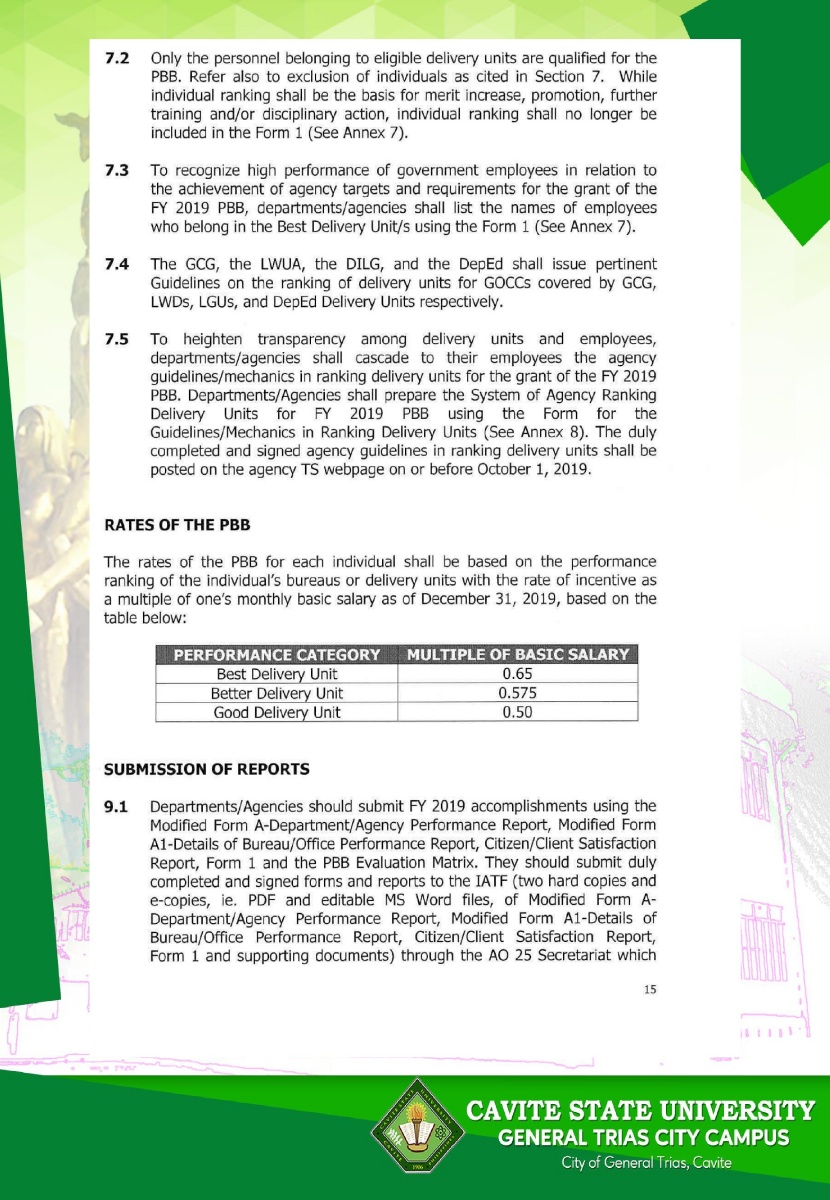 7.2 Only the personnel belonging to eligible delivery units are qualified for the
PBB. Refer also to exclusion of individuals as cited in Section 7. While
individual ranking shall be the basis for merit increase, promotion, further
training and/or disciplinary action, individual ranking shall no longer be
included in the Form 1 (See Annex 7).
7.3 To recognize high performance of government employees in relation to
the achievement of agency targets and requirements for the grant of the
FY 2019 PBB, departments/agencies shall list the names of employees
who belong in the Best Delivery Unit/s using the Form 1 (See Annex 7).
7.4 The GCG, the LWUA, the DILG, and the DepEd shall issue pertinent
Guidelines on the ranking of delivery units for GOCCs covered by GCG,
LWDs, LGUs, and DepEd Delivery Units respectively.
7.5 To heighten transparency among delivery units and employees,
departments/agencies shall cascade to their employees the agency
guidelines/mechanics in ranking delivery units for the grant of the FY 2019
PBB. Departments/Agencies shall prepare the System of Agency Ranking
Delivery Units for FY 2019 PBB using the Form for the
Guidelines/Mechanics in Ranking Delivery Units (See Annex 8). The duly
completed and signed agency guidelines in ranking delivery units shall be
posted on the agency TS webpage on or before October 1, 2019.
RATES OF THE PBB
The rates of the PBB for each individual shall be based on the performance
ranking of the individual's bureaus or delivery units with the rate of incentive as
a multiple of one's monthly basic salary as of December 31, 2019, based on the
table below:
PERFORMANCE CATEGORY MULTIPLE OF BASIC SALARY
Best Delivery Unit 0.65
Better Delivery Unit 0.575
Good Delivery Unit 0.50
SUBMISSION OF REPORTS
9.1 Departments/Agencies should submit FY 2019 accomplishments using the
Modified Form A-Department/Agency Performance Report, Modified Form
A1-Details of Bureau/Office Performance Report, Citizen/Client Satisfaction
Report, Form 1 and the PBB Evaluation Matrix. They should submit duly
completed and signed forms and reports to the IATF (two hard copies and
e-copies, ie. PDF and editable MS Word files, of Modified Form A-
Department/Agency Performance Report, Modified Form A1-Details of
Bureau/Office Performance Report, Citizen/Client Satisfaction Report,
Form 1 and supporting documents) through the AO 25 Secretariat which
15
CAVITE STATE UNIVERSITY
GENERAL TRIAS CITY CAMPUS
City of General Trias, Cavite
1906